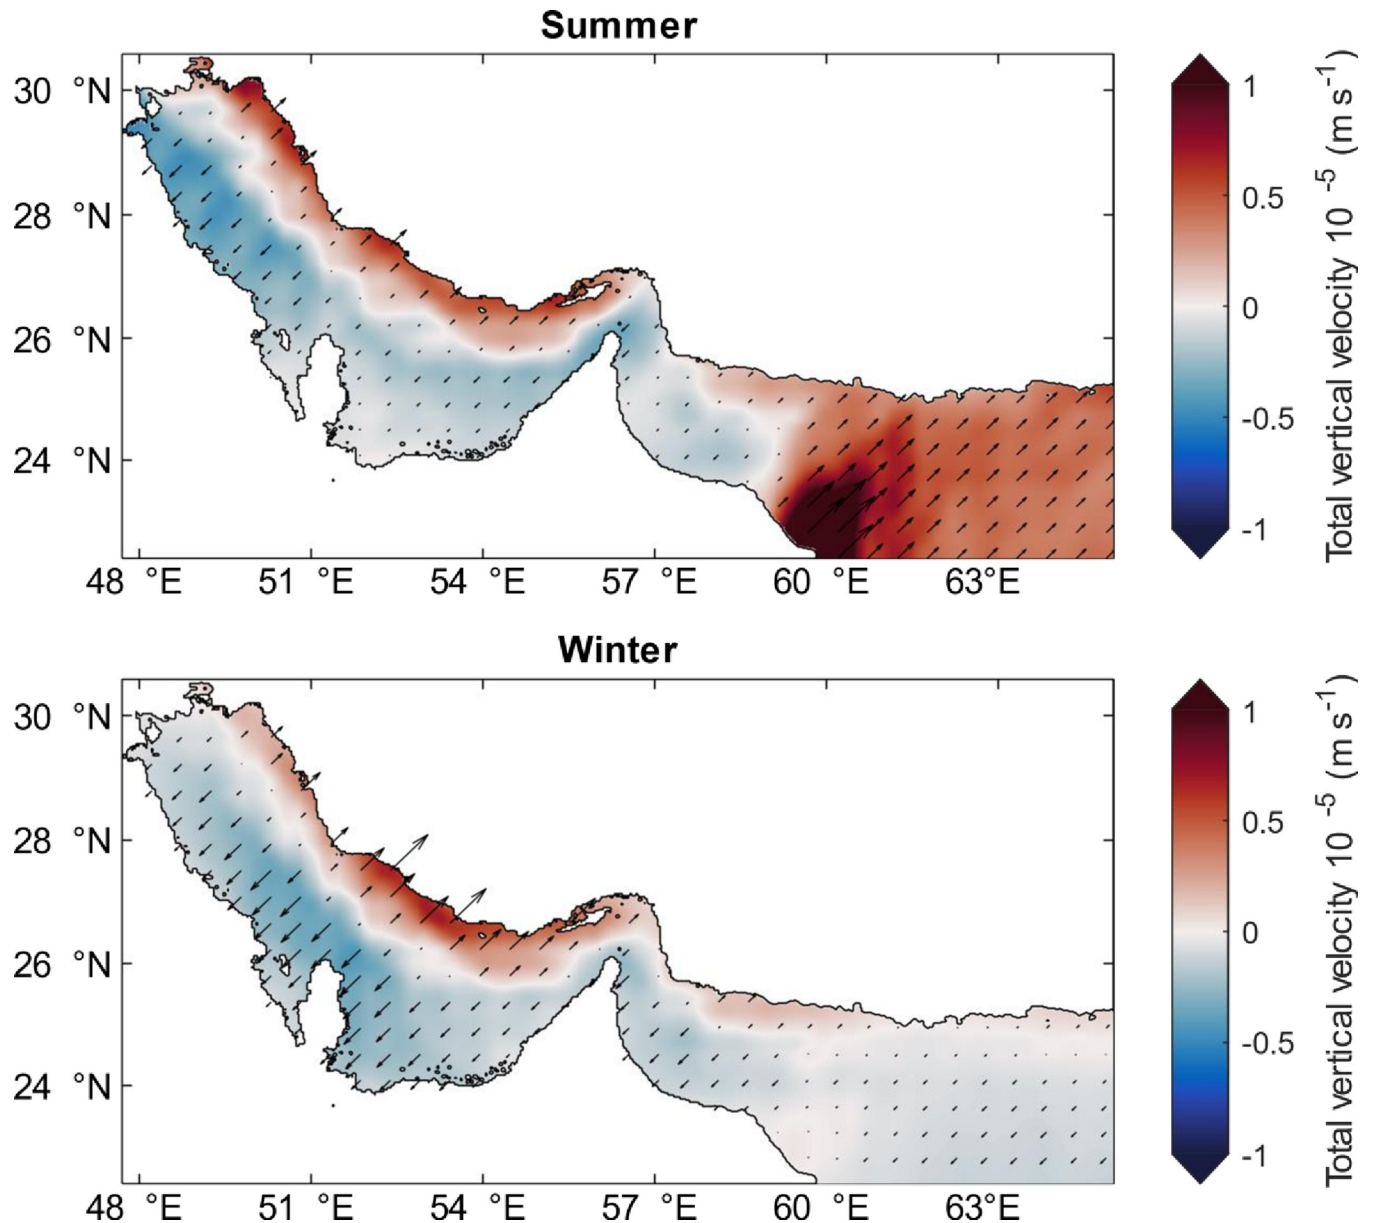 Summer
30 °N
28 °N
26 °N
24 °N
48 °E 51 °E 54 °E 57 °E 60 °E 63°E
1
0.5
0
-0.5
-1
Total vertical velocity 10 -5 (m s-1)
Winter
30 °N
28 °N
26 °N
24 °N
48 °E 51 °E 54 °E 57 °E 60 °E 63°E
1
0.5
0
-0.5
-1
Total vertical velocity 10 -5 (m s-1)